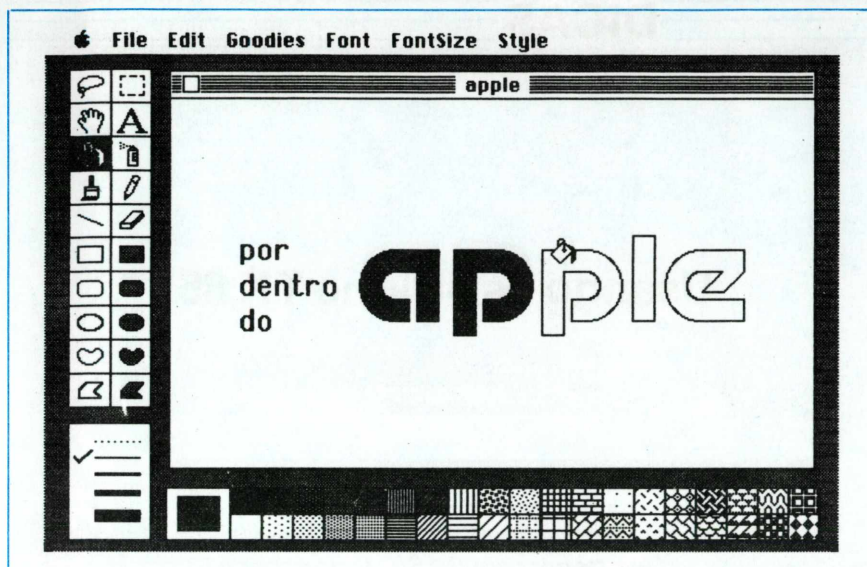 File Edit Goodies Font FontSize Style
apple
A
por
dentro
do
apple